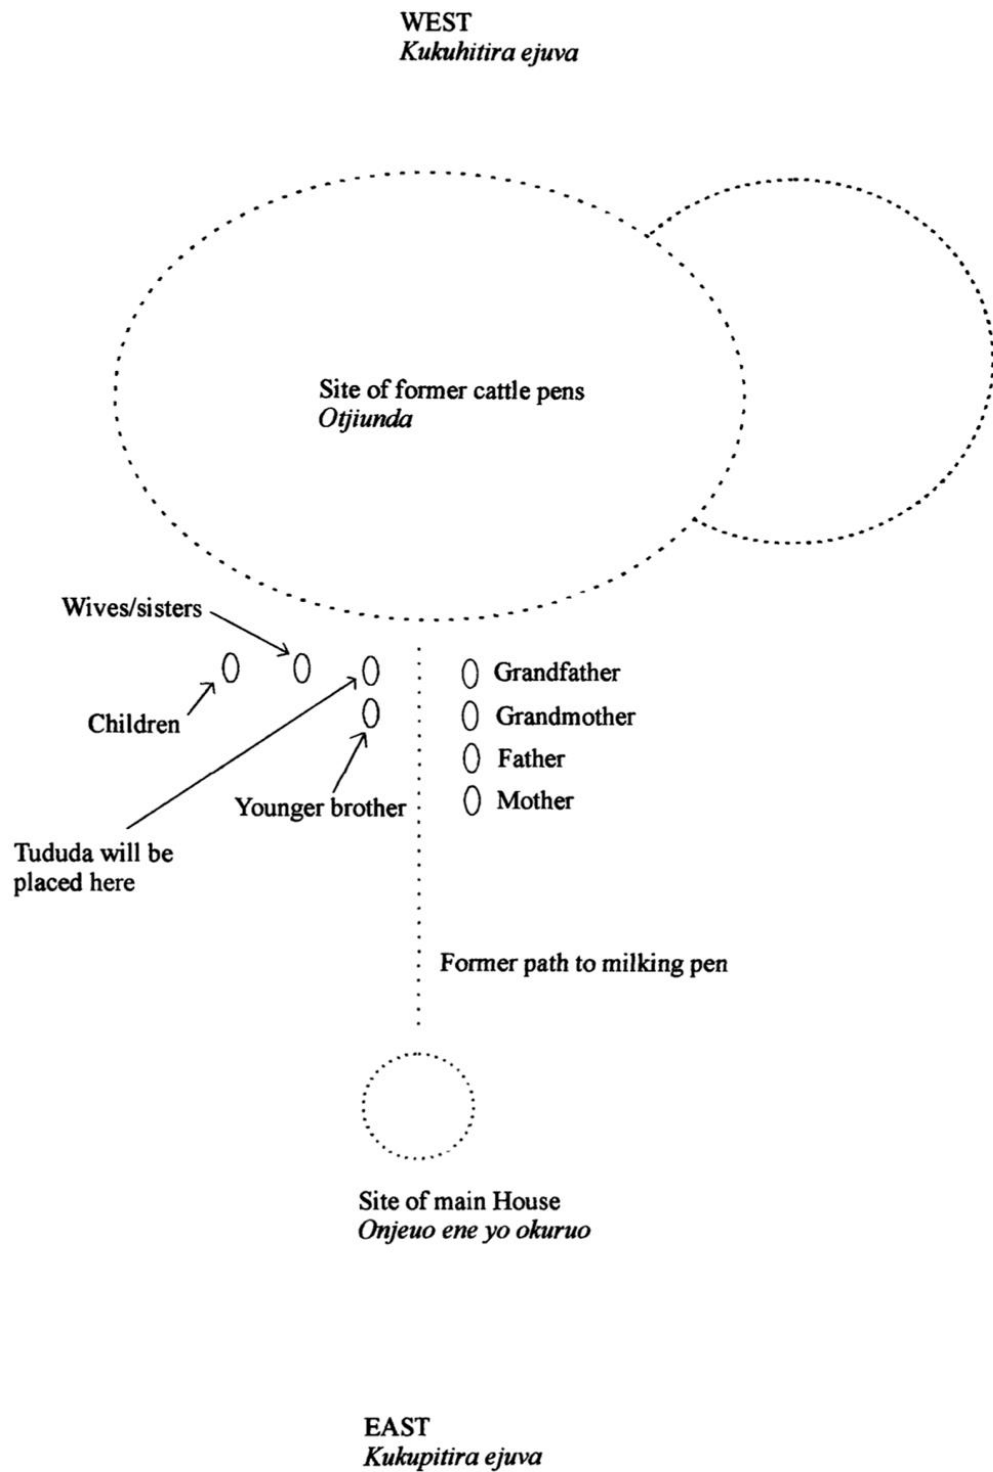 WEST
Kukuhitira ejuva
Site of former cattle pens
Otjiunda
Wives/sisters
Children
Younger brother
Tududa will be
placed here
Grandfather
Grandmother
Father
Mother
Former path to milking pen
Site of main House
Onjeuo ene yo okuruo
EAST
Kukupitira ejuva